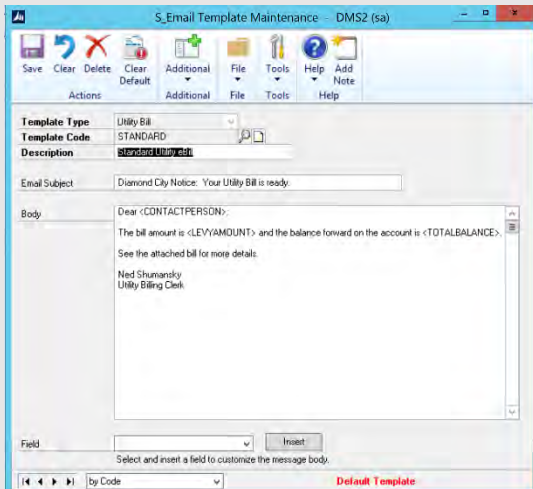 S_Email Template Maintenance - DMS2 (sa)
Save Clear Delete Clear Default Additional File Tools Help Add Note
Actions Additional File Tools Help
Template Type Utility Bill
Template Code STANDARD
Description Standard Utility eBill
Email Subject Diamond City Notice: Your Utility Bill is ready.
Body Dear <CONTACTPERSON>,
The bill amount is <LEVYAMOUNT> and the balance forward on the account is <TOTALBALANCE>.
See the attached bill for more details.
Ned Shumansky
Utility Billing Clerk
Field Insert
Select and insert a field to customize the message body.
by Code Default Template